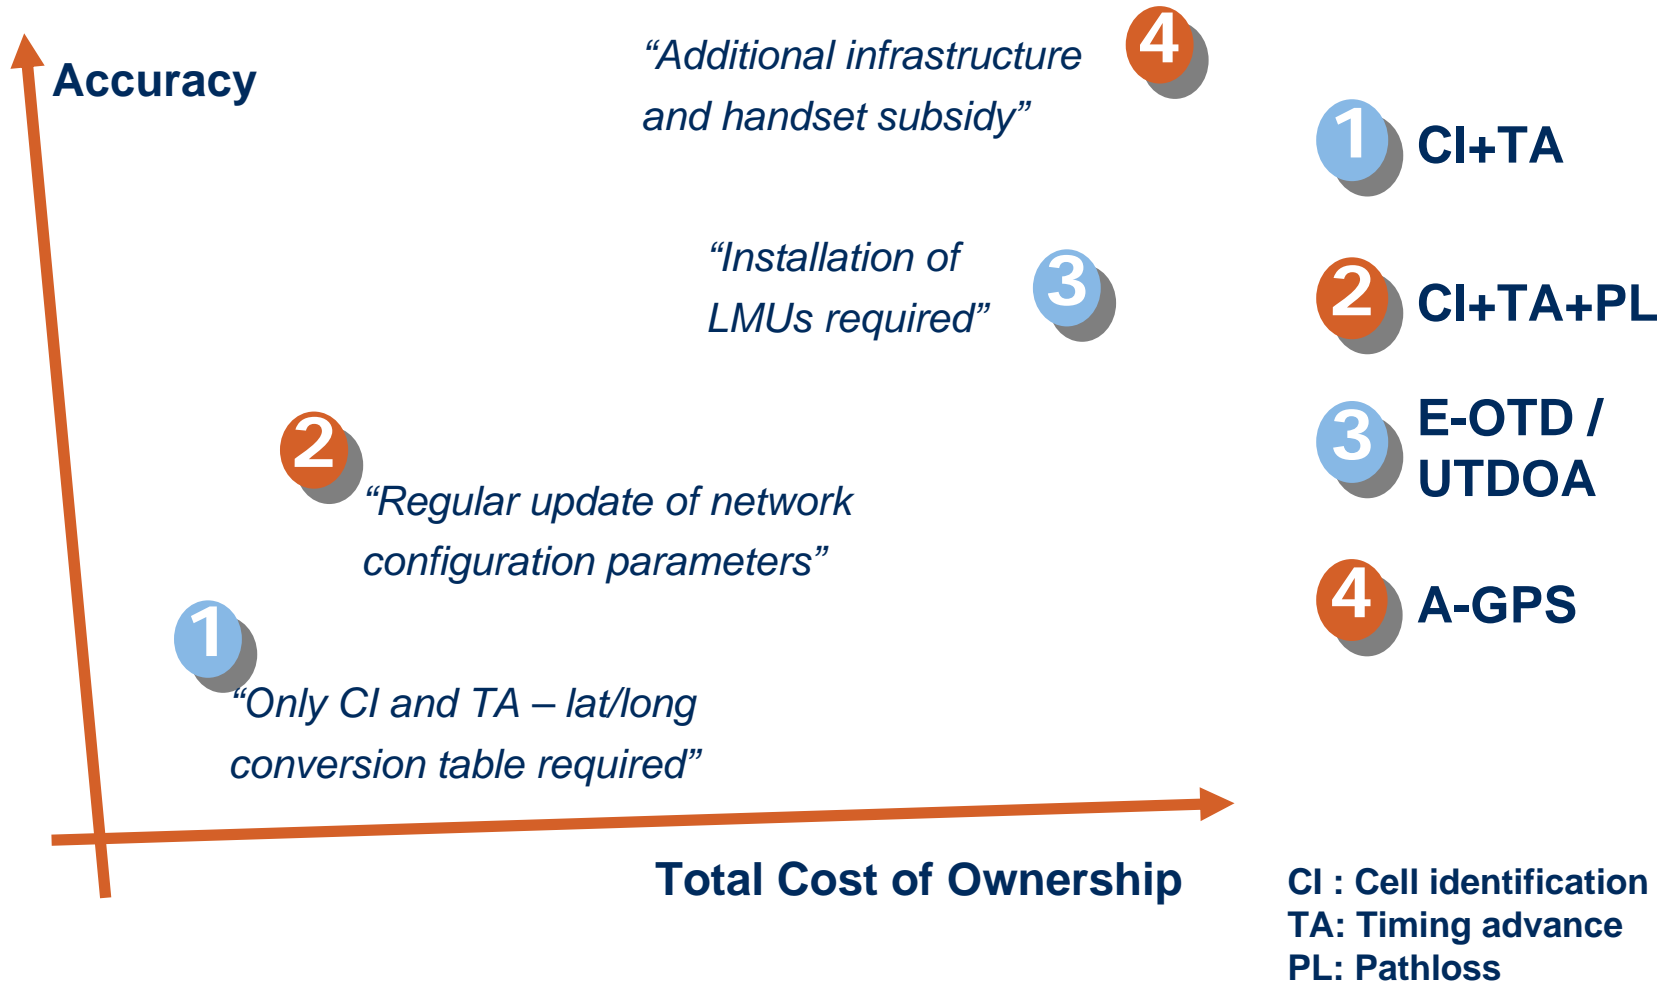 Accuracy
“Additional infrastructure
and handset subsidy”
4
1
CI+TA
“Installation of
LMUs required”
3
2
CI+TA+PL
2
“Regular update of network
configuration parameters”
3
E-OTD /
UTDOA
1
“Only CI and TA – lat/long
conversion table required”
4
A-GPS
Total Cost of Ownership
CI : Cell identification
TA: Timing advance
PL: Pathloss